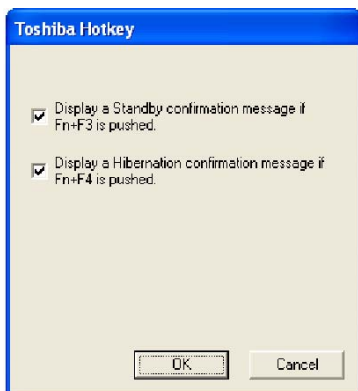 Toshiba Hotkey
Display a Standby confirmation message if
Fn+F3 is pushed.
Display a Hibernation confirmation message if
Fn+F4 is pushed.
OK
Cancel